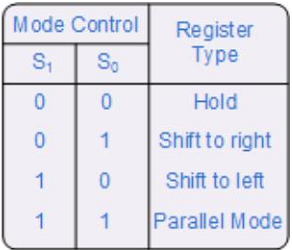 Mode Control Register Type
S₁ S₀
0 0 Hold
0 1 Shift to right
1 0 Shift to left
1 1 Parallel Mode